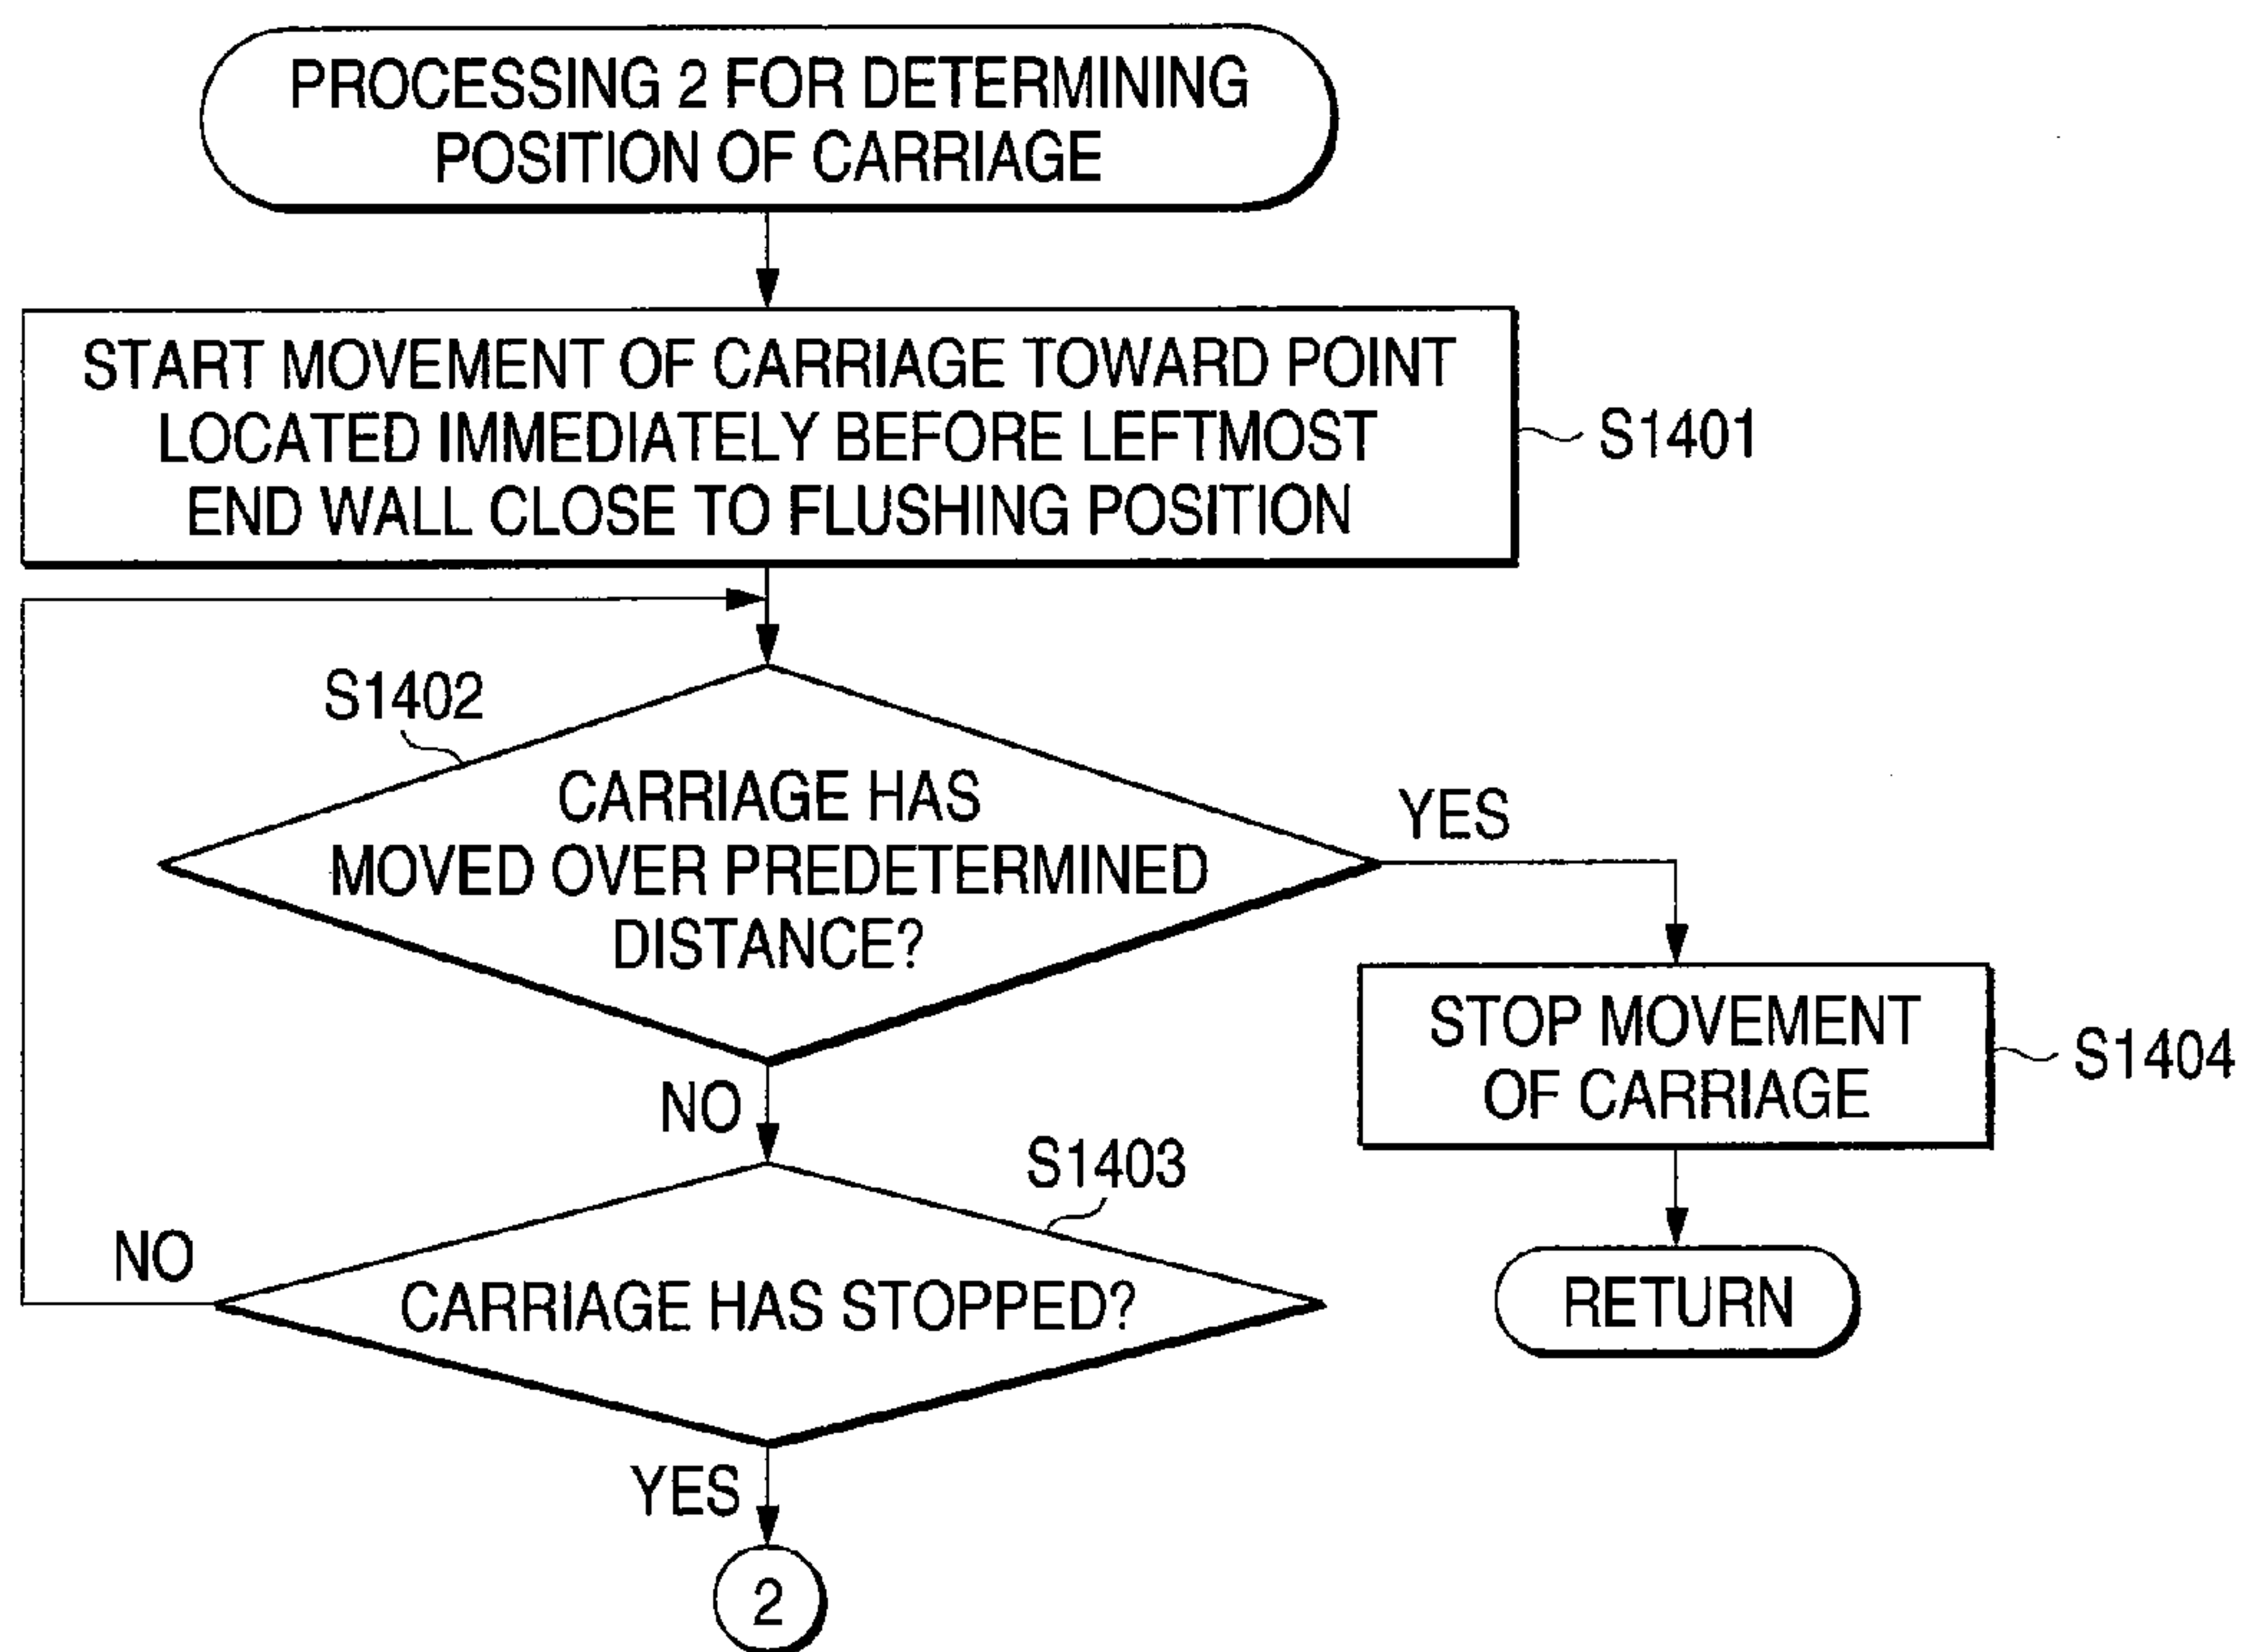 PROCESSING 2 FOR DETERMINING
POSITION OF CARRIAGE
START MOVEMENT OF CARRIAGE TOWARD POINT
LOCATED IMMEDIATELY BEFORE LEFTMOST
END WALL CLOSE TO FLUSHING POSITION
S1401
S1402
CARRIAGE HAS
MOVED OVER PREDETERMINED
DISTANCE?
YES
STOP MOVEMENT
OF CARRIAGE
S1404
NO
S1403
NO
CARRIAGE HAS STOPPED?
RETURN
YES
2